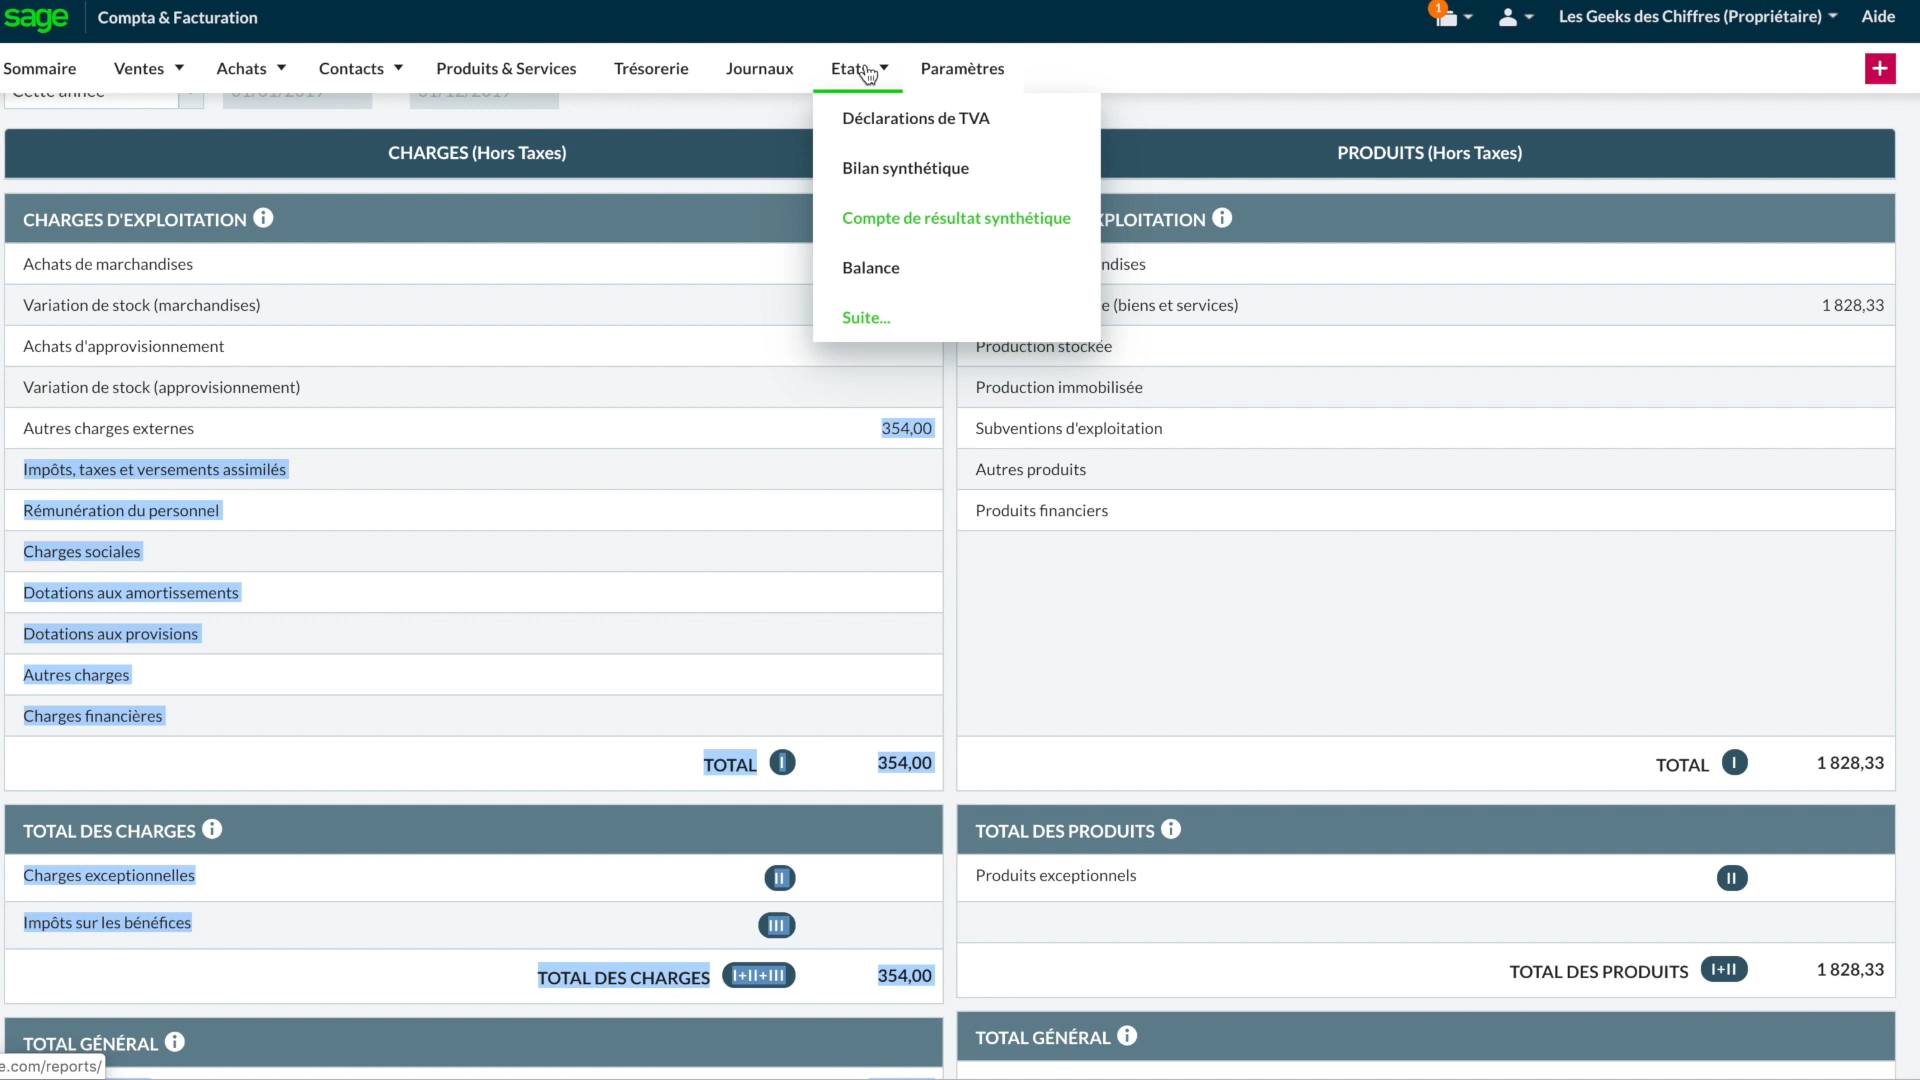 sage
Compta & Facturation
1
Les Geeks des Chiffres (Propriétaire)
Aide
Sommaire
Ventes
Achats
Contacts
Produits & Services
Trésorerie
Journaux
Etats
Paramètres
+
Cette année
01/01/2019
31/12/2019
Déclarations de TVA
Bilan synthétique
Compte de résultat synthétique
Balance
Suite...
CHARGES (Hors Taxes)
CHARGES D'EXPLOITATION
Achats de marchandises
Variation de stock (marchandises)
Achats d'approvisionnement
Variation de stock (approvisionnement)
Autres charges externes 354,00
Impôts, taxes et versements assimilés
Rémunération du personnel
Charges sociales
Dotations aux amortissements
Dotations aux provisions
Autres charges
Charges financières
TOTAL I 354,00
TOTAL DES CHARGES
Charges exceptionnelles II
Impôts sur les bénéfices III
TOTAL DES CHARGES I+II+III 354,00
TOTAL GÉNÉRAL
PRODUITS (Hors Taxes)
XPLOITATION
ndises
e (biens et services) 1 828,33
Production stockée
Production immobilisée
Subventions d'exploitation
Autres produits
Produits financiers
TOTAL I 1 828,33
TOTAL DES PRODUITS
Produits exceptionnels II
TOTAL DES PRODUITS I+II 1 828,33
TOTAL GÉNÉRAL
e.com/reports/